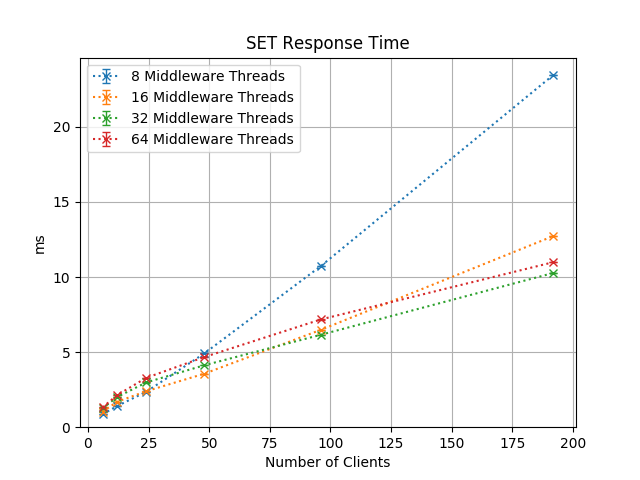 SET Response Time
8 Middleware Threads
16 Middleware Threads
32 Middleware Threads
64 Middleware Threads
ms
20
15
10
5
0
0 25 50 75 100 125 150 175 200
Number of Clients